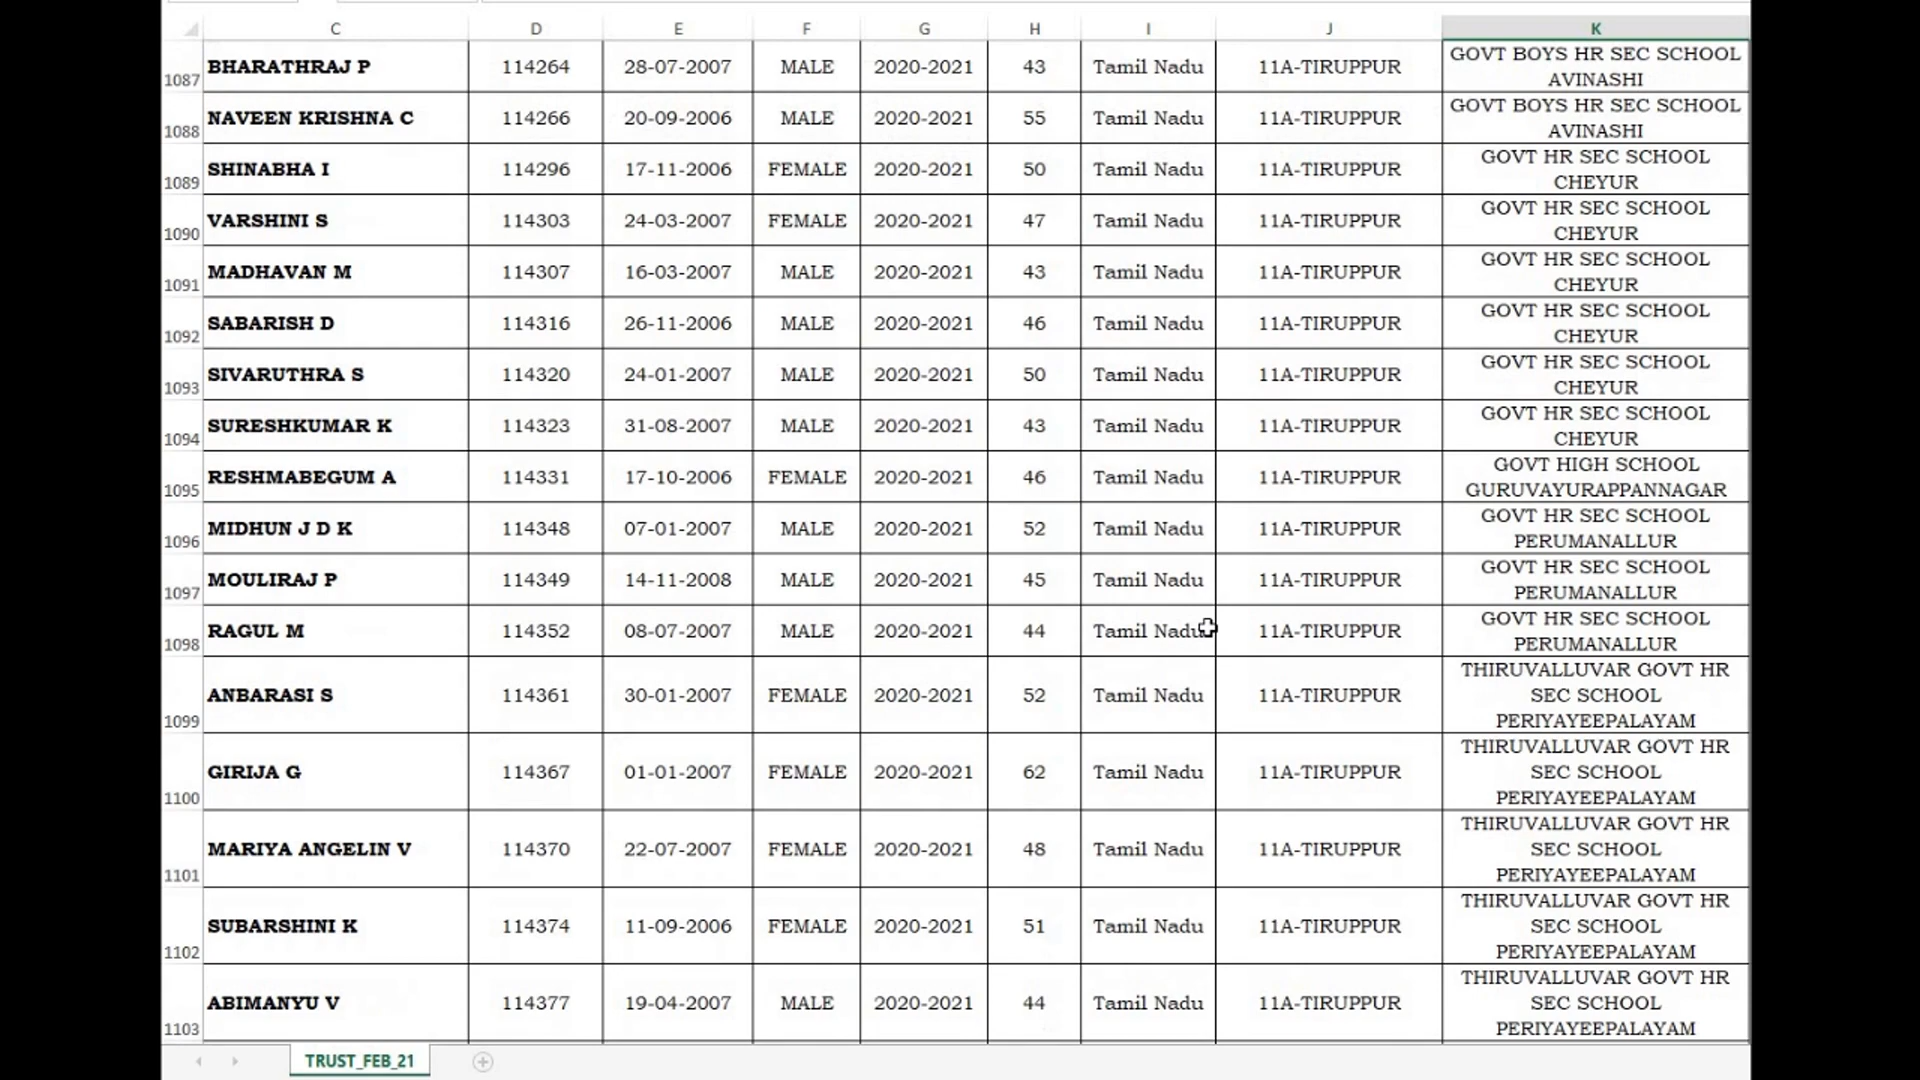 C D E F G H I J K
1087 BHARATHRAJ P 114264 28-07-2007 MALE 2020-2021 43 Tamil Nadu 11A-TIRUPPUR GOVT BOYS HR SEC SCHOOL
AVINASHI
1088 NAVEEN KRISHNA C 114266 20-09-2006 MALE 2020-2021 55 Tamil Nadu 11A-TIRUPPUR GOVT BOYS HR SEC SCHOOL
AVINASHI
1089 SHINABHA I 114296 17-11-2006 FEMALE 2020-2021 50 Tamil Nadu 11A-TIRUPPUR GOVT HR SEC SCHOOL
CHEYUR
1090 VARSHINI S 114303 24-03-2007 FEMALE 2020-2021 47 Tamil Nadu 11A-TIRUPPUR GOVT HR SEC SCHOOL
CHEYUR
1091 MADHAVAN M 114307 16-03-2007 MALE 2020-2021 43 Tamil Nadu 11A-TIRUPPUR GOVT HR SEC SCHOOL
CHEYUR
1092 SABARISH D 114316 26-11-2006 MALE 2020-2021 46 Tamil Nadu 11A-TIRUPPUR GOVT HR SEC SCHOOL
CHEYUR
1093 SIVARUTHRA S 114320 24-01-2007 MALE 2020-2021 50 Tamil Nadu 11A-TIRUPPUR GOVT HR SEC SCHOOL
CHEYUR
1094 SURESHKUMAR K 114323 31-08-2007 MALE 2020-2021 43 Tamil Nadu 11A-TIRUPPUR GOVT HR SEC SCHOOL
CHEYUR
1095 RESHMABEGUM A 114331 17-10-2006 FEMALE 2020-2021 46 Tamil Nadu 11A-TIRUPPUR GOVT HIGH SCHOOL
GURUVAYURAPPANNAGAR
1096 MIDHUN J D K 114348 07-01-2007 MALE 2020-2021 52 Tamil Nadu 11A-TIRUPPUR GOVT HR SEC SCHOOL
PERUMANALLUR
1097 MOULIRAJ P 114349 14-11-2008 MALE 2020-2021 45 Tamil Nadu 11A-TIRUPPUR GOVT HR SEC SCHOOL
PERUMANALLUR
1098 RAGUL M 114352 08-07-2007 MALE 2020-2021 44 Tamil Nadu 11A-TIRUPPUR GOVT HR SEC SCHOOL
PERUMANALLUR
1099 ANBARASI S 114361 30-01-2007 FEMALE 2020-2021 52 Tamil Nadu 11A-TIRUPPUR THIRUVALLUVAR GOVT HR
SEC SCHOOL
PERIYAYEEPALAYAM
1100 GIRIJA G 114367 01-01-2007 FEMALE 2020-2021 62 Tamil Nadu 11A-TIRUPPUR THIRUVALLUVAR GOVT HR
SEC SCHOOL
PERIYAYEEPALAYAM
1101 MARIYA ANGELIN V 114370 22-07-2007 FEMALE 2020-2021 48 Tamil Nadu 11A-TIRUPPUR THIRUVALLUVAR GOVT HR
SEC SCHOOL
PERIYAYEEPALAYAM
1102 SUBARSHINI K 114374 11-09-2006 FEMALE 2020-2021 51 Tamil Nadu 11A-TIRUPPUR THIRUVALLUVAR GOVT HR
SEC SCHOOL
PERIYAYEEPALAYAM
1103 ABIMANYU V 114377 19-04-2007 MALE 2020-2021 44 Tamil Nadu 11A-TIRUPPUR THIRUVALLUVAR GOVT HR
SEC SCHOOL
PERIYAYEEPALAYAM
TRUST_FEB_21